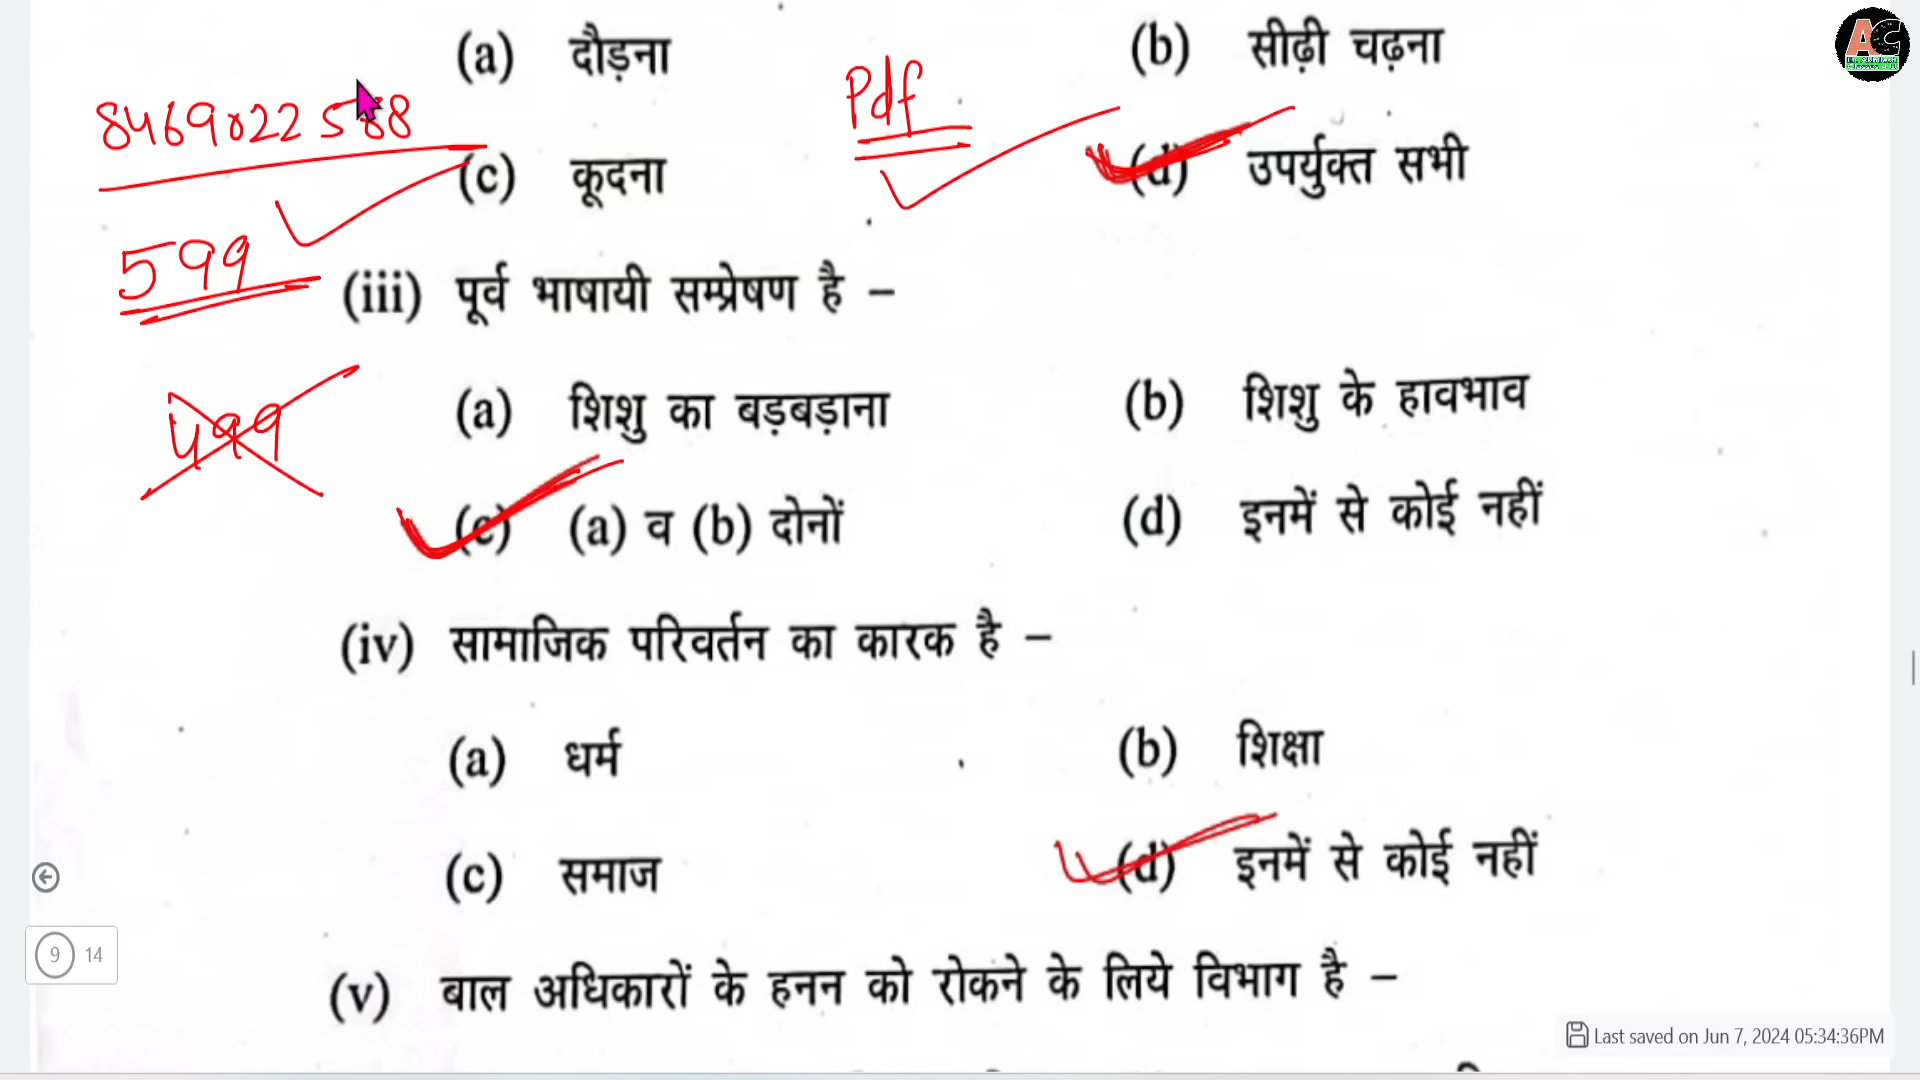 (a) दौड़ना (b) सीढ़ी चढ़ना
Pdf
8469022588
(c) कूदना (d) उपर्युक्त सभी
599
(iii) पूर्व भाषायी सम्प्रेषण है –
499
(a) शिशु का बड़बड़ाना (b) शिशु के हावभाव
(c) (a) व (b) दोनों (d) इनमें से कोई नहीं
(iv) सामाजिक परिवर्तन का कारक है –
(a) धर्म (b) शिक्षा
(c) समाज (d) इनमें से कोई नहीं
9 14
(v) बाल अधिकारों के हनन को रोकने के लिये विभाग है –
Last saved on Jun 7, 2024 05:34:36PM
AC